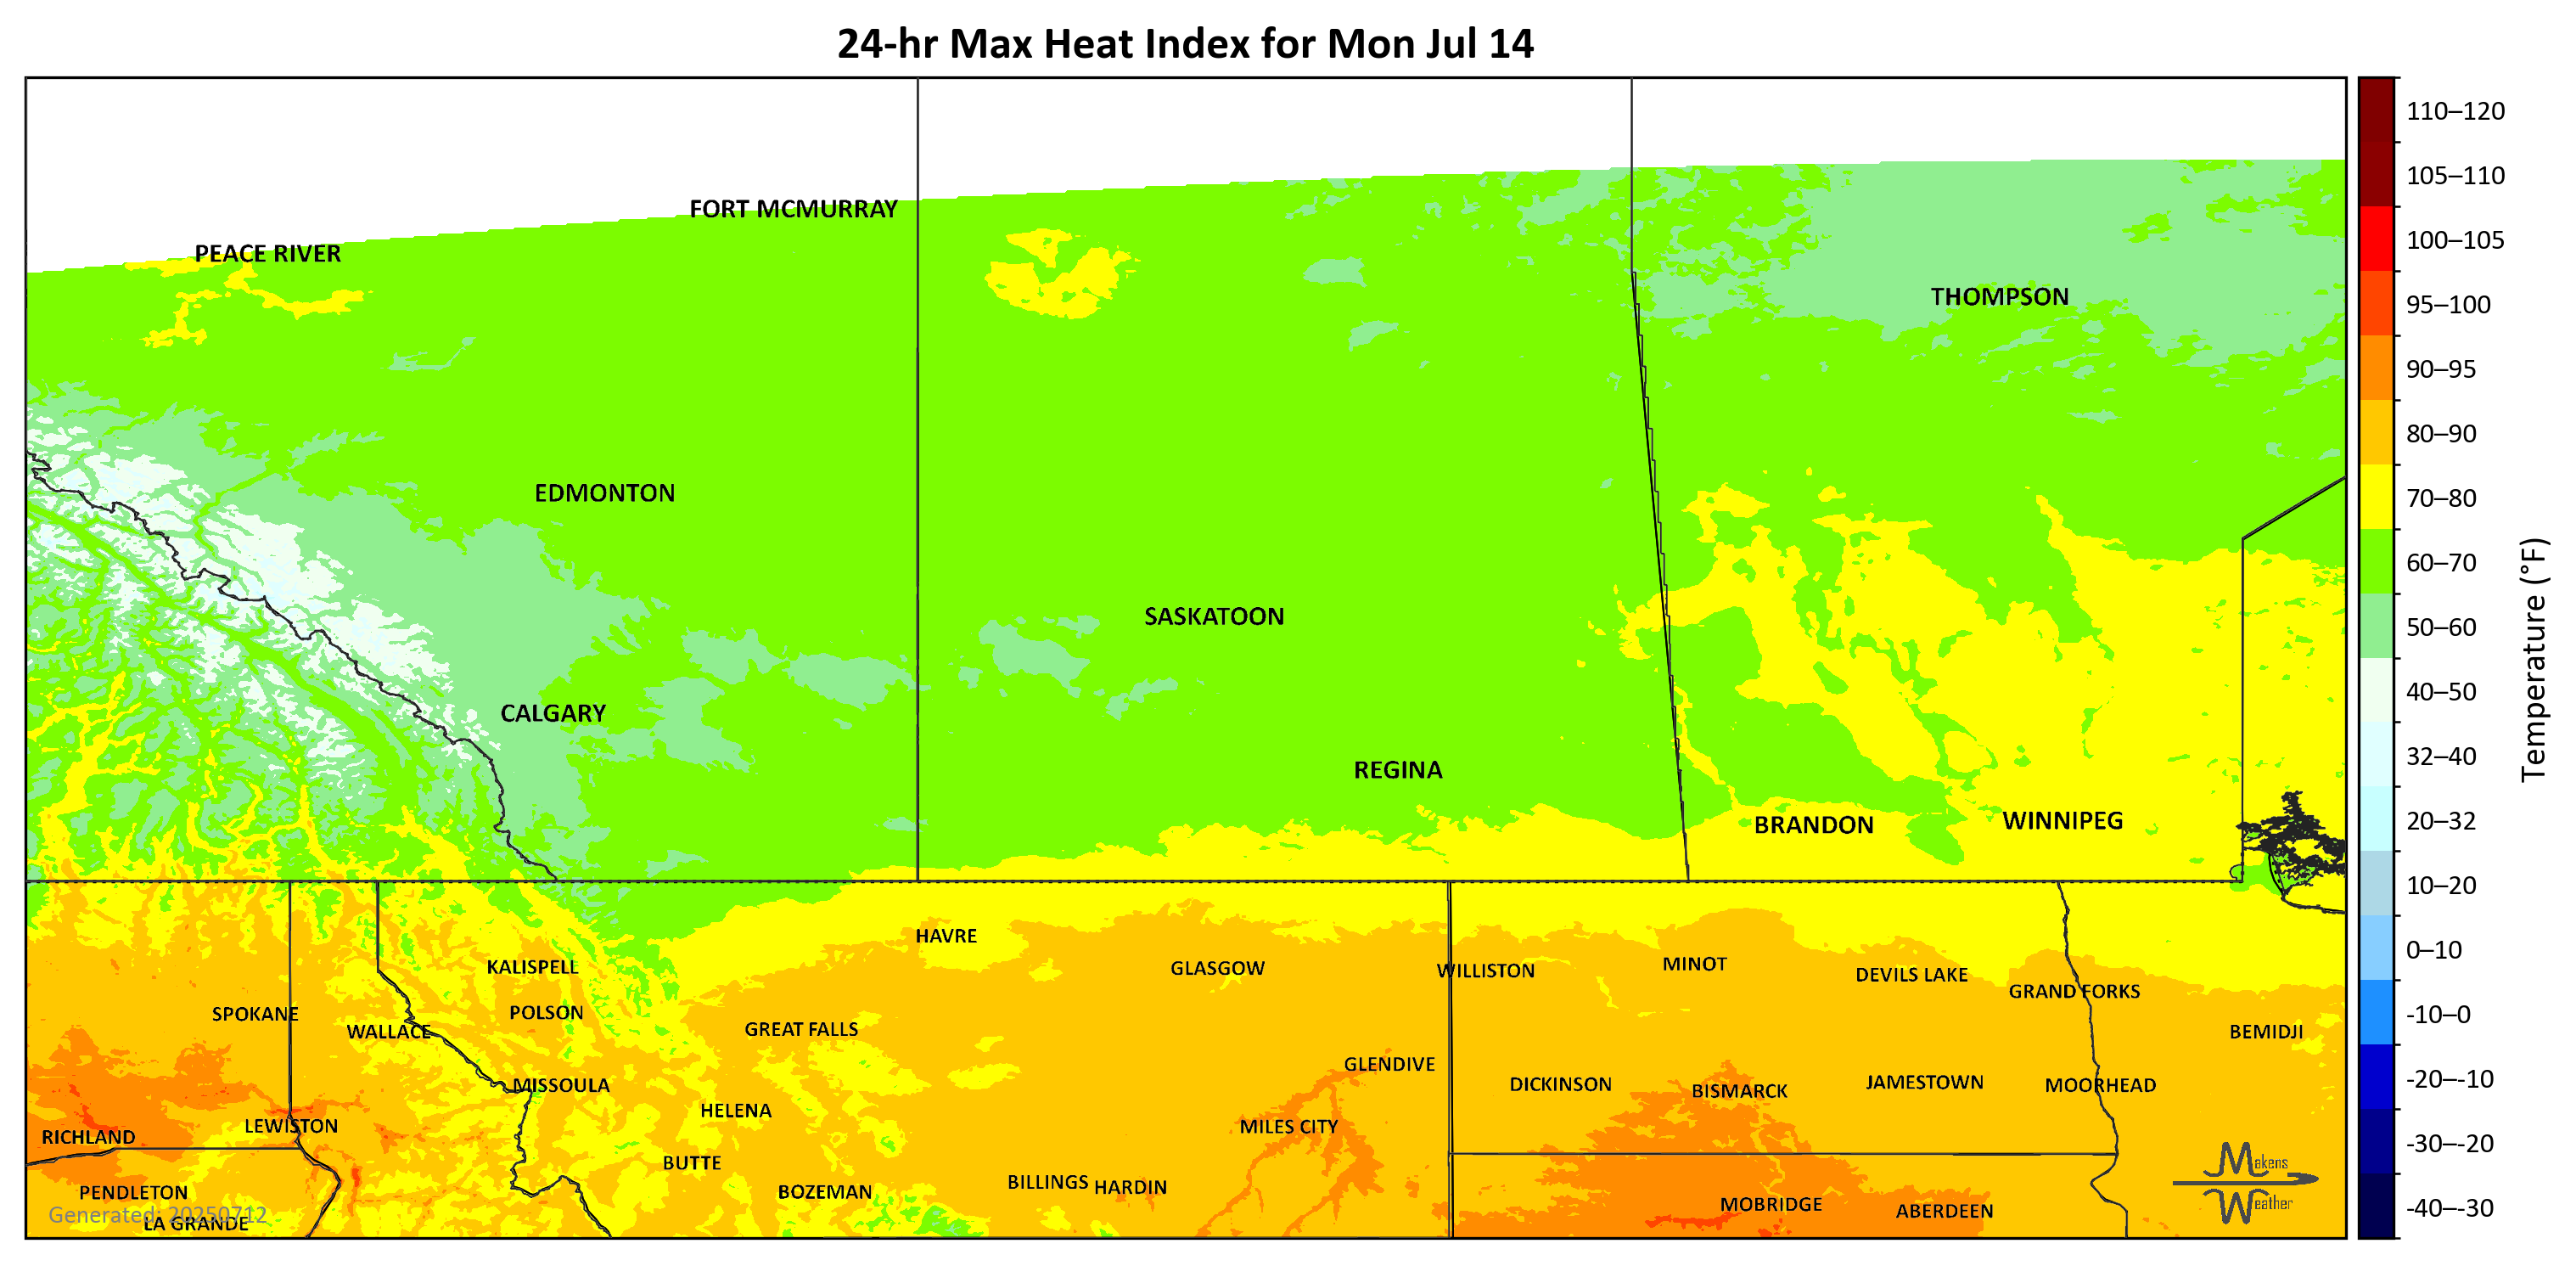 24-hr Max Heat Index for Mon Jul 14
110–120
105–110
FORT MCMURRAY
PEACE RIVER
100–105
THOMPSON
95–100
90–95
80–90
EDMONTON
70–80
60–70
SASKATOON
50–60
CALGARY
40–50
REGINA
32–40
BRANDON
WINNIPEG
20–32
10–20
Temperature (°F)
HAVRE
0–10
KALISPELL
GLASGOW
WILLISTON
MINOT
DEVILS LAKE
GRAND FORKS
SPOKANE
POLSON
-10–0
WALLACE
GREAT FALLS
BEMIDJI
GLENDIVE
MISSOULA
DICKINSON
BISMARCK
JAMESTOWN
MOORHEAD
-20–-10
HELENA
RICHLAND
LEWISTON
MILES CITY
-30–-20
BUTTE
Makens
Weather
PENDLETON
BOZEMAN
BILLINGS
HARDIN
MOBRIDGE
ABERDEEN
-40–-30
Generated: 20250712
LA GRANDE